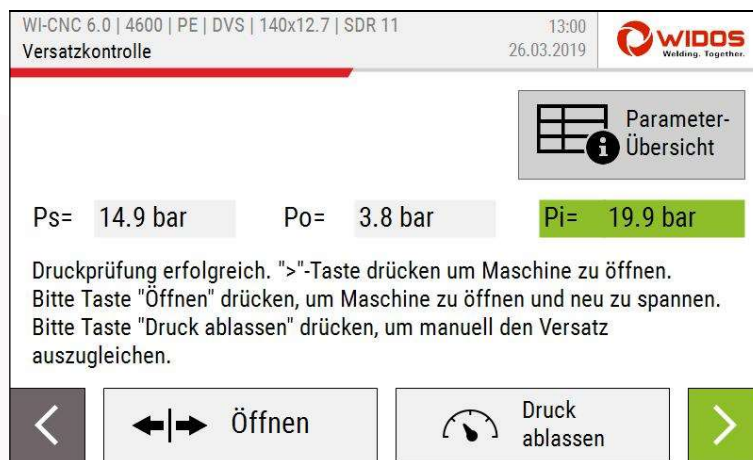 WI-CNC 6.0 | 4600 | PE | DVS | 140x12.7 | SDR 11
13:00
Versatzkontrolle
26.03.2019
WIDOS
Welding. Together.
Parameter-
Übersicht
Ps= 14.9 bar
Po= 3.8 bar
Pi= 19.9 bar
Druckprüfung erfolgreich. ">"-Taste drücken um Maschine zu öffnen.
Bitte Taste "Öffnen" drücken, um Maschine zu öffnen und neu zu spannen.
Bitte Taste "Druck ablassen" drücken, um manuell den Versatz
auszugleichen.
Öffnen
Druck
ablassen